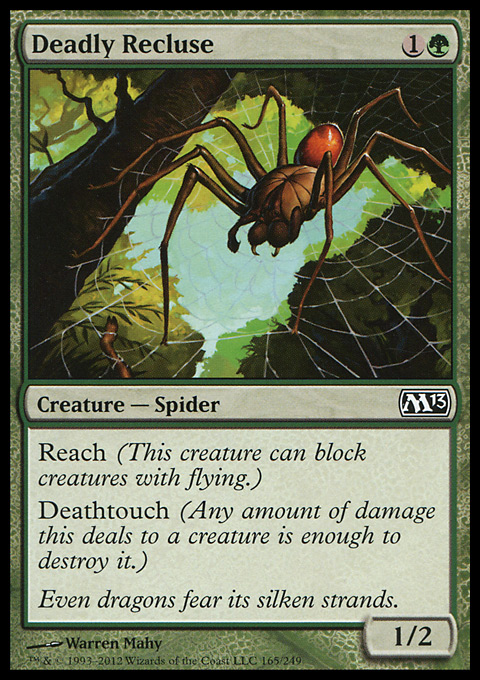 Deadly Recluse 1
Creature — Spider M13
Reach (This creature can block
creatures with flying.)
Deathtouch (Any amount of damage
this deals to a creature is enough to
destroy it.)
Even dragons fear its silken strands.
Warren Mahy
1/2
™ & © 1993–2012 Wizards of the Coast LLC 165/249